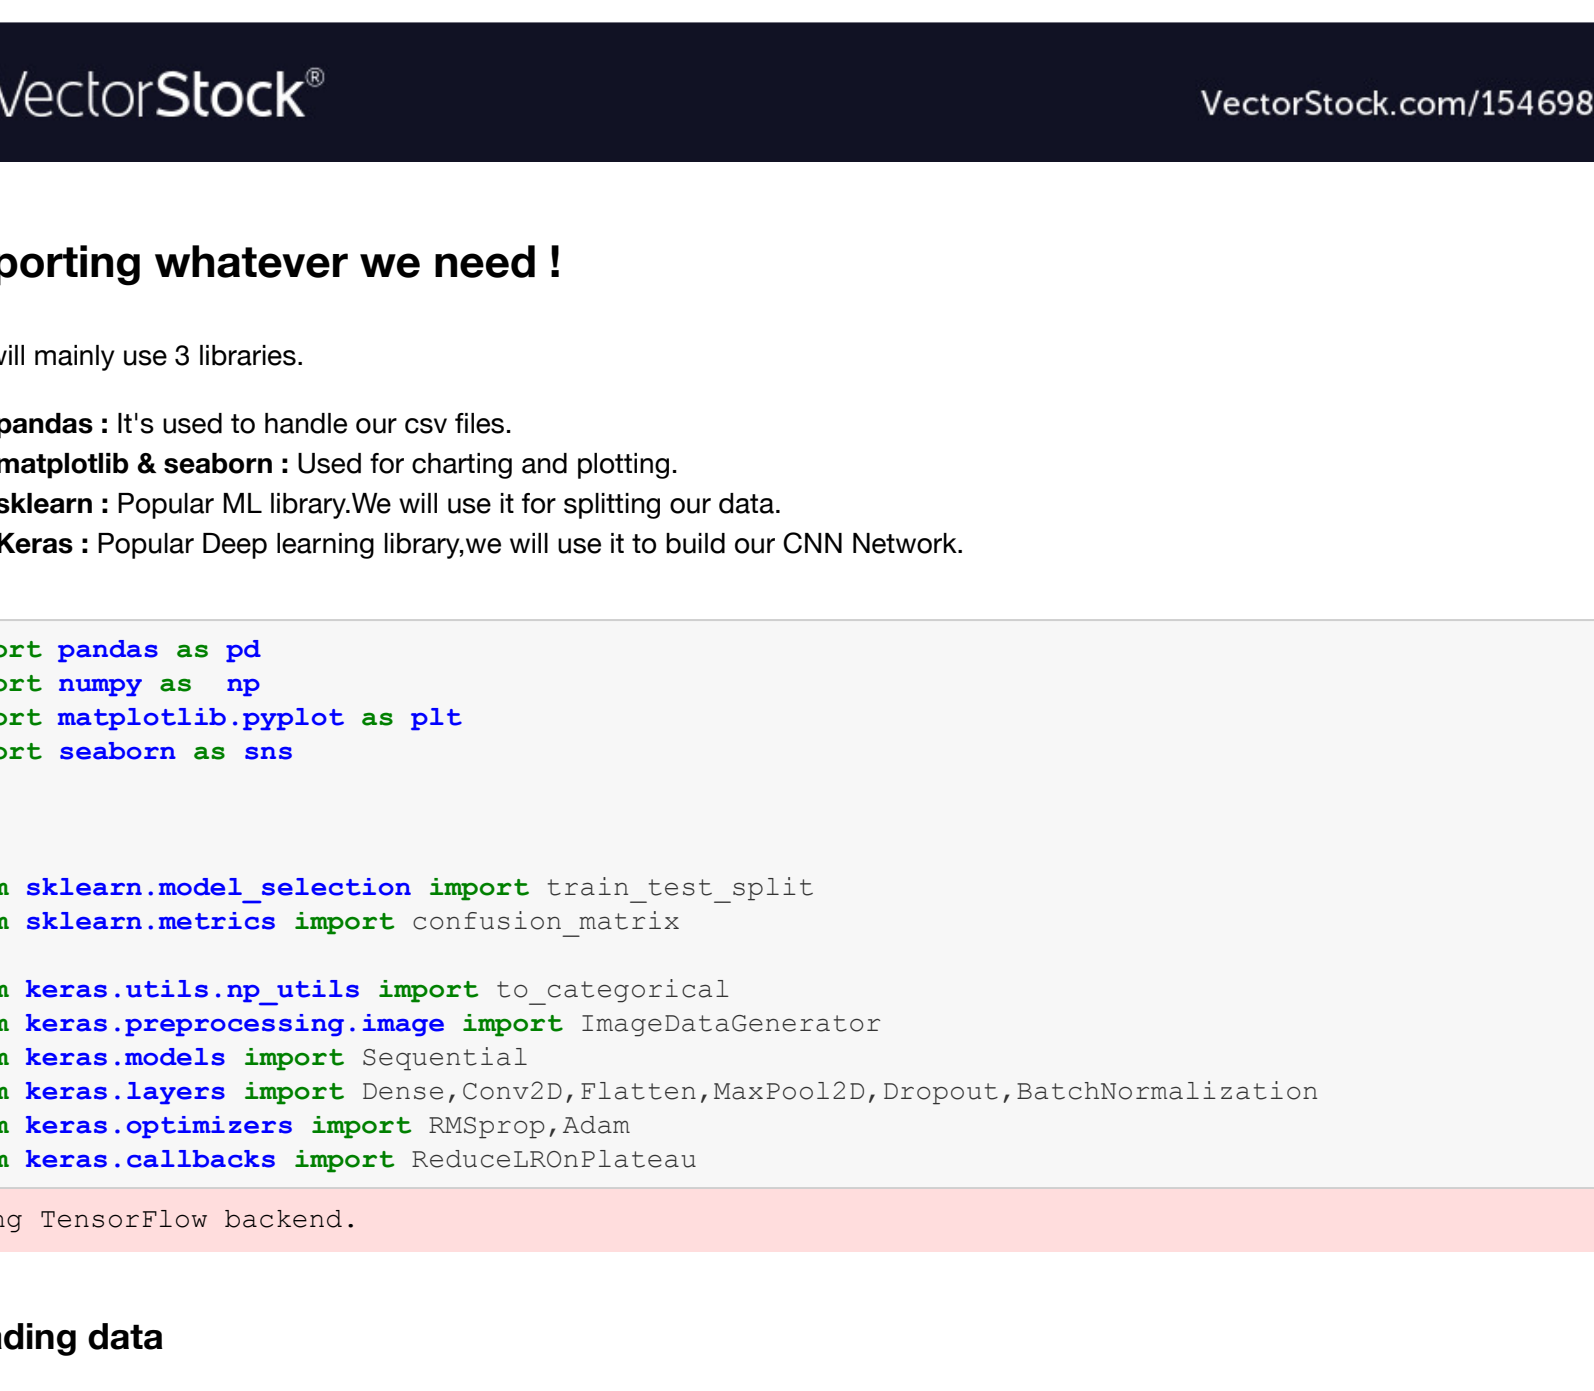 VectorStock®
VectorStock.com/154698
porting whatever we need !
will mainly use 3 libraries.
pandas : It's used to handle our csv files.
matplotlib & seaborn : Used for charting and plotting.
sklearn : Popular ML library.We will use it for splitting our data.
Keras : Popular Deep learning library,we will use it to build our CNN Network.
ort pandas as pd
ort numpy as  np
ort matplotlib.pyplot as plt
ort seaborn as sns
m sklearn.model_selection import train_test_split
m sklearn.metrics import confusion_matrix
m keras.utils.np_utils import to_categorical
m keras.preprocessing.image import ImageDataGenerator
m keras.models import Sequential
m keras.layers import Dense,Conv2D,Flatten,MaxPool2D,Dropout,BatchNormalization
m keras.optimizers import RMSprop,Adam
m keras.callbacks import ReduceLROnPlateau
ng TensorFlow backend.
ading data